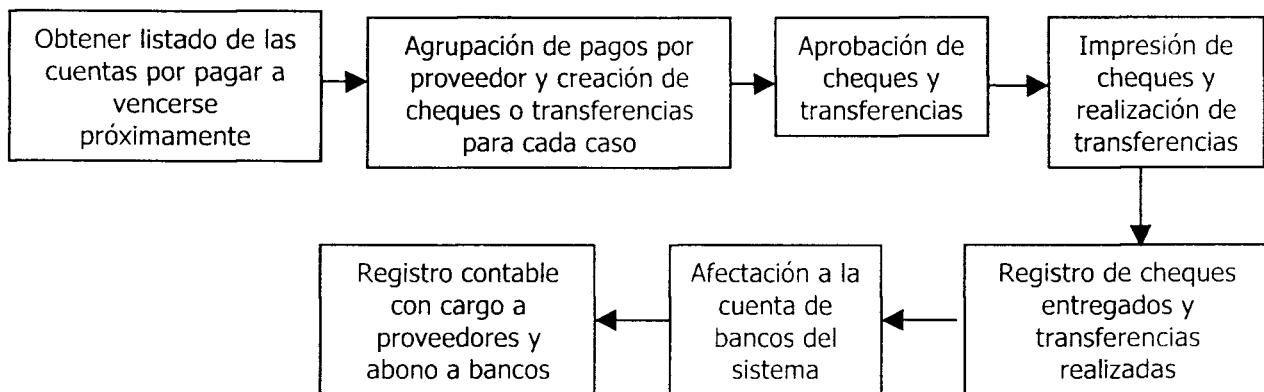 Obtener listado de las
cuentas por pagar a
vencerse
próximamente
Agrupación de pagos por
proveedor y creación de
cheques o transferencias
para cada caso
Aprobación de
cheques y
transferencias
Impresión de
cheques y
realización de
transferencias
Registro de cheques
entregados y
transferencias
realizadas
Afectación a la
cuenta de
bancos del
sistema
Registro contable
con cargo a
proveedores y
abono a bancos